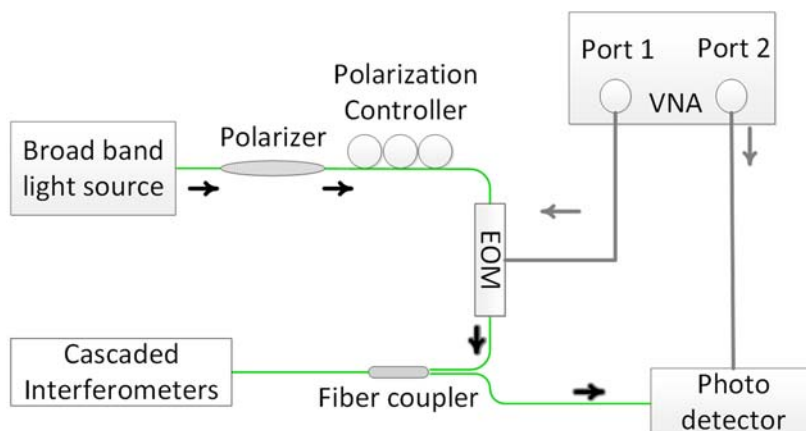 Port 1
Port 2
VNA
Polarization
Controller
Polarizer
Broad band
light source
EOM
Cascaded
Interferometers
Fiber coupler
Photo
detector